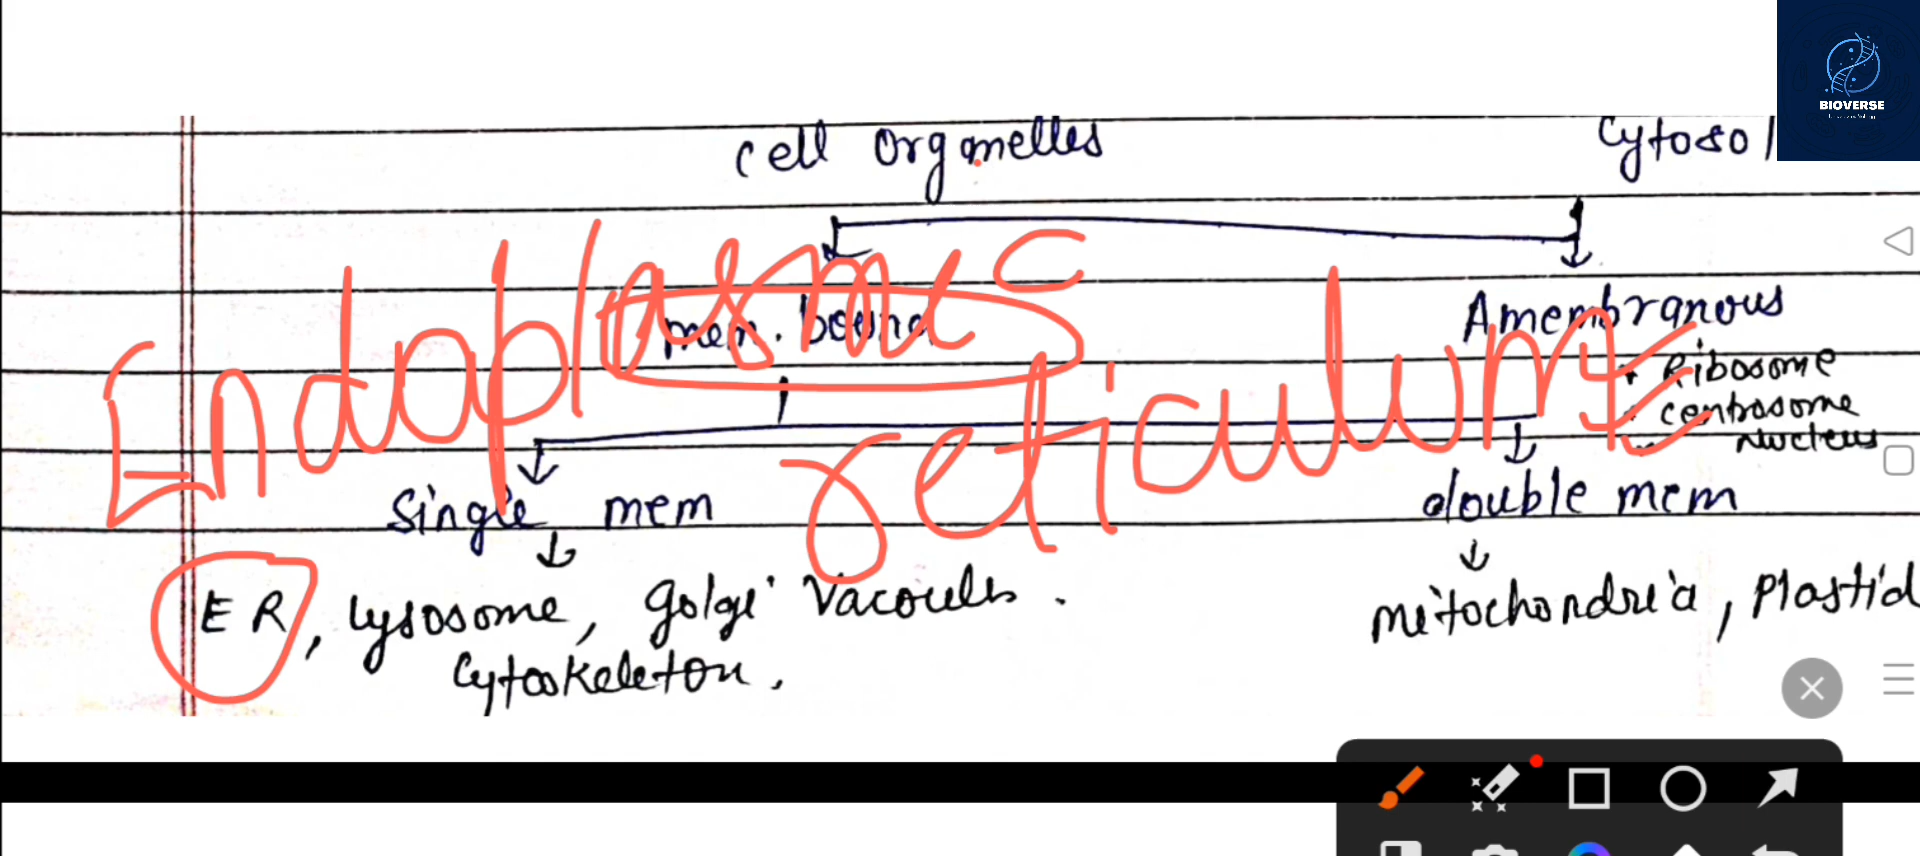 BIOVERSE
cell Organelles
Cytosol
Endoplasmic
mem. bound
Amembranous
Ribosome
reticulum
centrosome
Nucleus
Single mem
double mem
ER, Lysosome, Golgi Vacoules.
mitochondria, Plastid
Cytoskeleton.